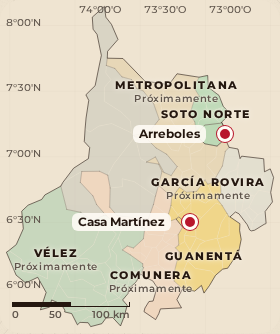 74°00'O 73°30'O 73°00'O
8°00'N
7°30'N
METROPOLITANA
Próximamente
SOTO NORTE
Arreboles
7°00'N
GARCÍA ROVIRA
Próximamente
6°30'N
Casa Martínez
VÉLEZ
Próximamente
GUANENTÁ
COMUNERA
Próximamente
6°00'N
0 50 100 km